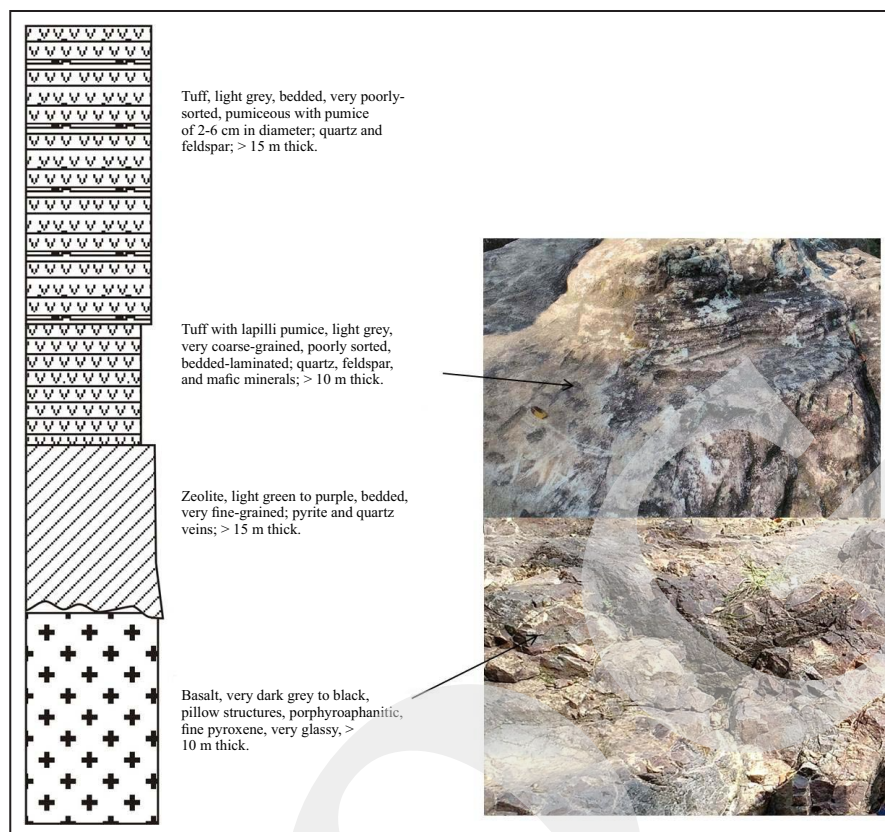 Tuff, light grey, bedded, very poorly-
sorted, pumiceous with pumice
of 2-6 cm in diameter; quartz and
feldspar; > 15 m thick.
Tuff with lapilli pumice, light grey,
very coarse-grained, poorly sorted,
bedded-laminated; quartz, feldspar,
and mafic minerals; > 10 m thick.
Zeolite, light green to purple, bedded,
very fine-grained; pyrite and quartz
veins; > 15 m thick.
Basalt, very dark grey to black,
pillow structures, porphyroaphanitic,
fine pyroxene, very glassy, >
10 m thick.